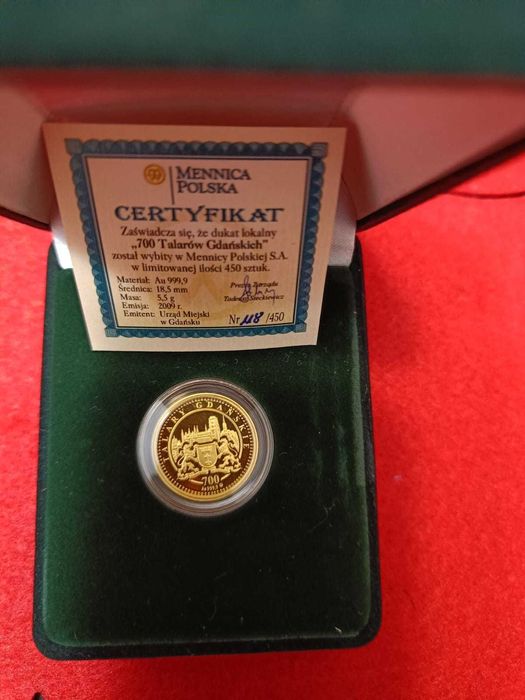 MENNICA
POLSKA
CERTYFIKAT
Zaświadcza się, że dukat lokalny
„700 Talarów Gdańskich”
został wybity w Mennicy Polskiej S.A.
w limitowanej ilości 450 sztuk.
Materiał: Au 999,9
Średnica: 18,5 mm
Masa: 5,5 g
Emisja: 2009 r.
Emitent: Urząd Miejski
w Gdańsku
Prezes Zarządu
Tadeusz Steckiewicz
Nr 118 /450
TALARY GDAŃSKIE
700